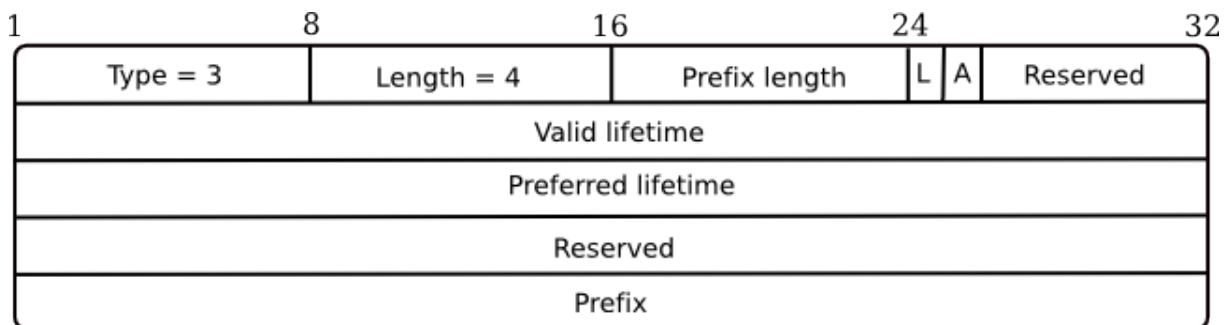 1 8 16 24 32
Type = 3 Length = 4 Prefix length L A Reserved
Valid lifetime
Preferred lifetime
Reserved
Prefix